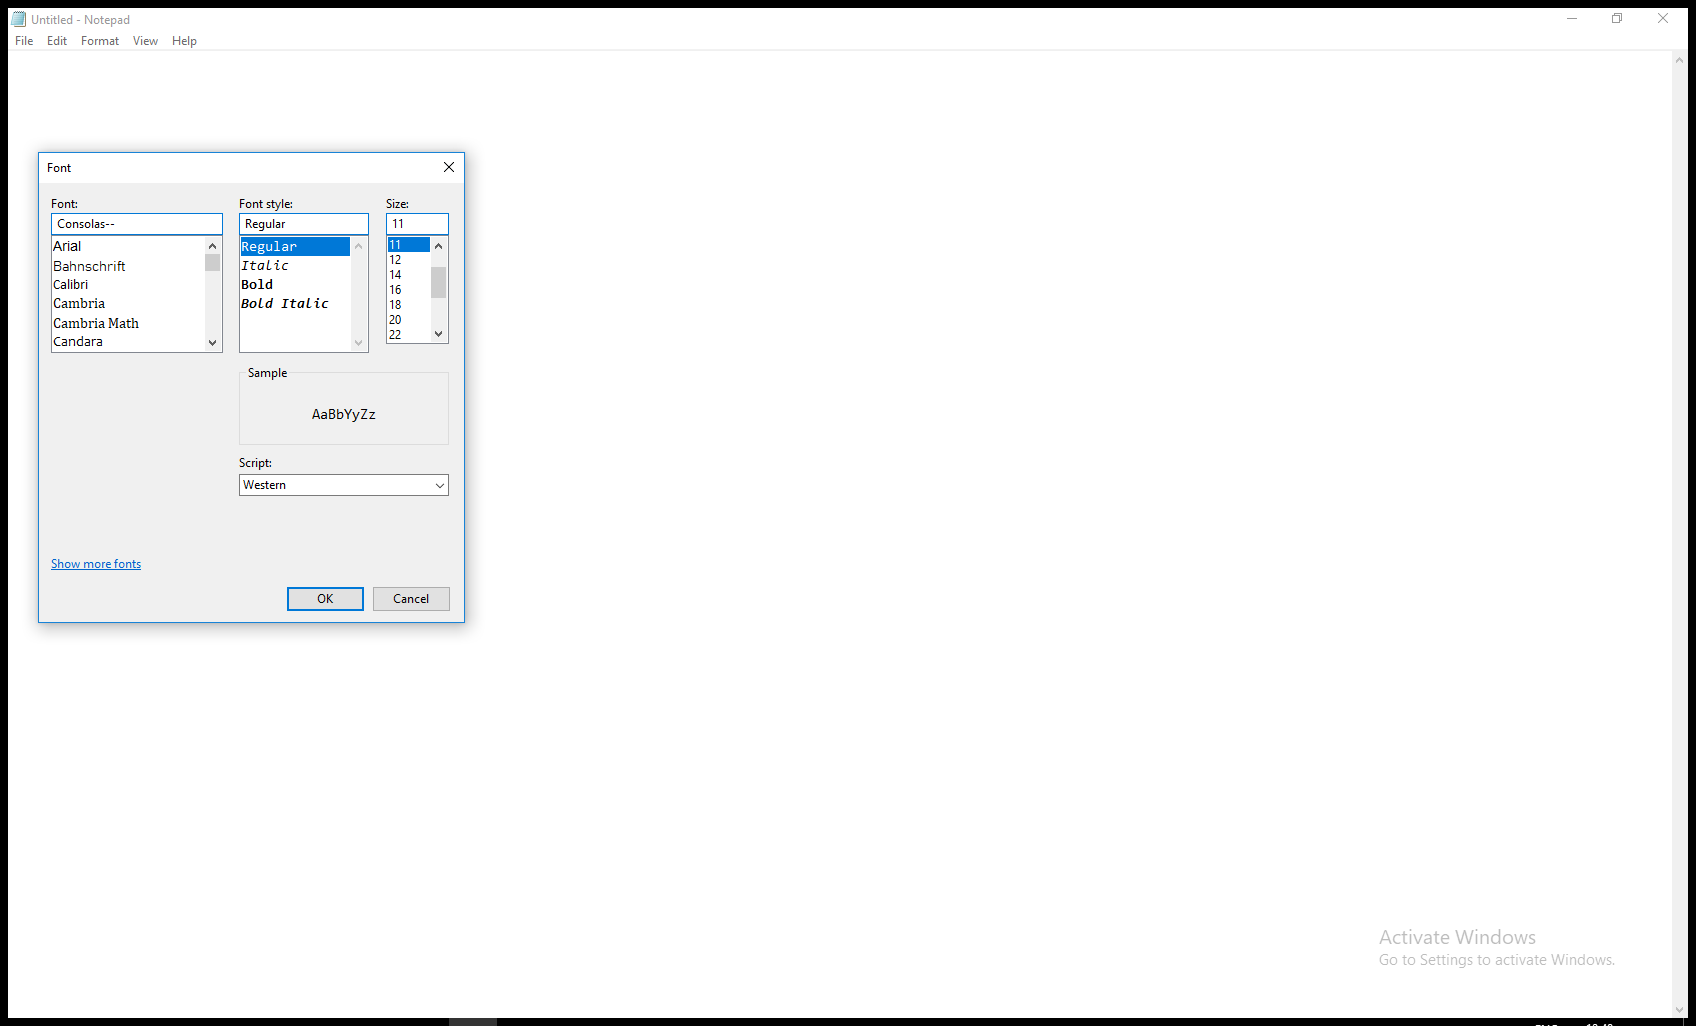 Untitled - Notepad
File Edit Format View Help
Font
Font: Font style: Size:
Consolas-- Regular 11
Arial
Bahnschrift
Calibri
Cambria
Cambria Math
Candara
Regular
Italic
Bold
Bold Italic
11
12
14
16
18
20
22
Sample
AaBbYyZz
Script:
Western
Show more fonts
OK Cancel
Activate Windows
Go to Settings to activate Windows.